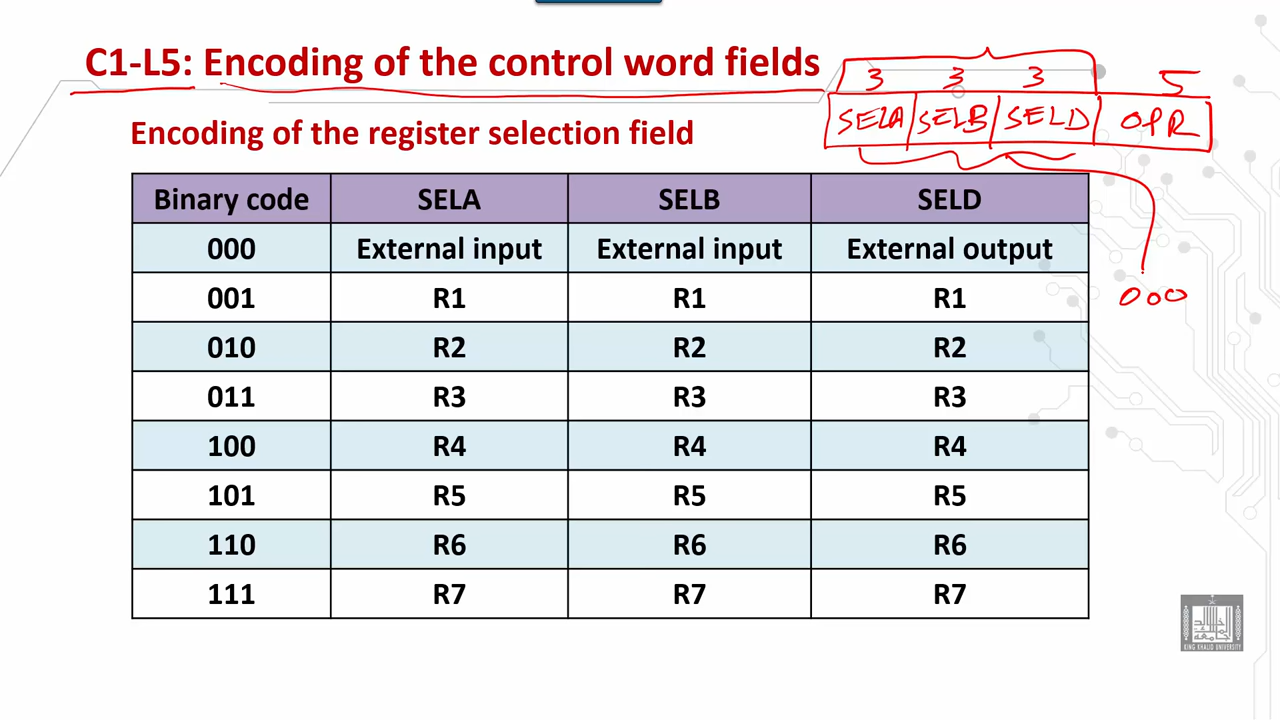 C1-L5: Encoding of the control word fields
3 3 3 5
SELA SELB SELD OPR
Encoding of the register selection field
Binary code SELA SELB SELD
000 External input External input External output
001 R1 R1 R1
000
010 R2 R2 R2
011 R3 R3 R3
100 R4 R4 R4
101 R5 R5 R5
110 R6 R6 R6
111 R7 R7 R7
KING KHALID UNIVERSITY